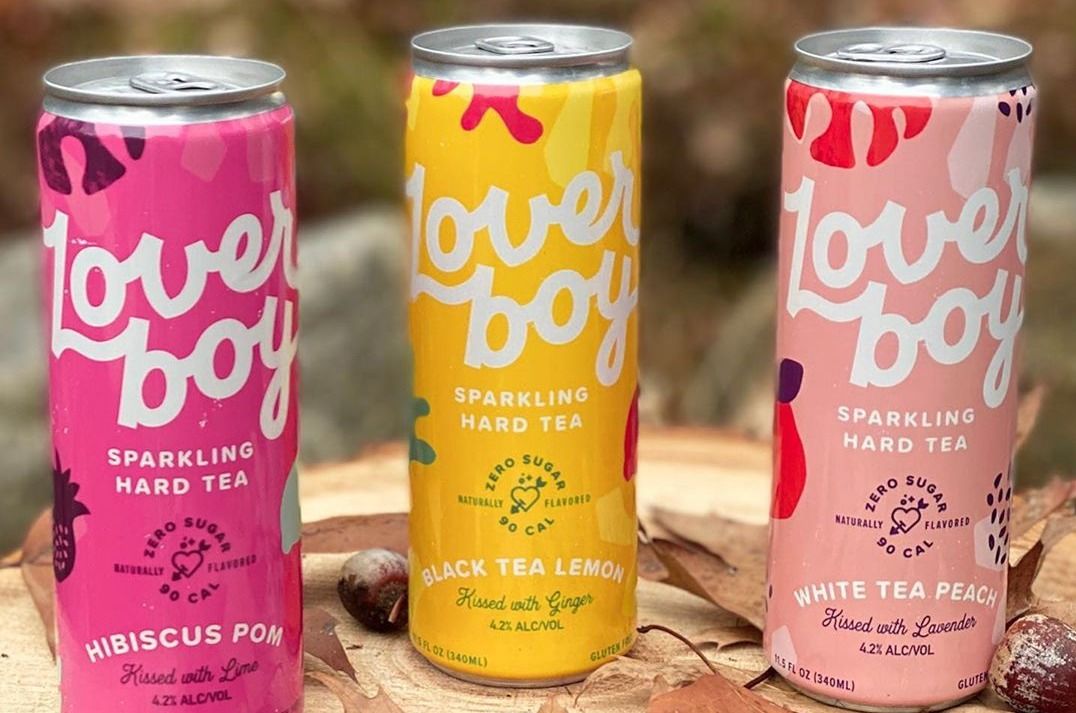 Lover
boy
SPARKLING
HARD TEA
ZERO SUGAR
NATURALLY FLAVORED
90 CAL
HIBISCUS POM
Kissed with Lime
4.2% ALC/VOL
Lover
boy
SPARKLING
HARD TEA
ZERO SUGAR
NATURALLY FLAVORED
90 CAL
BLACK TEA LEMON
Kissed with Ginger
4.2% ALC/VOL
11.5 FL OZ (340ML)
GLUTEN
Lover
boy
SPARKLING
HARD TEA
ZERO SUGAR
NATURALLY FLAVORED
90 CAL
WHITE TEA PEACH
Kissed with Lavender
4.2% ALC/VOL
11.5 FL OZ (340ML)
GLUTE